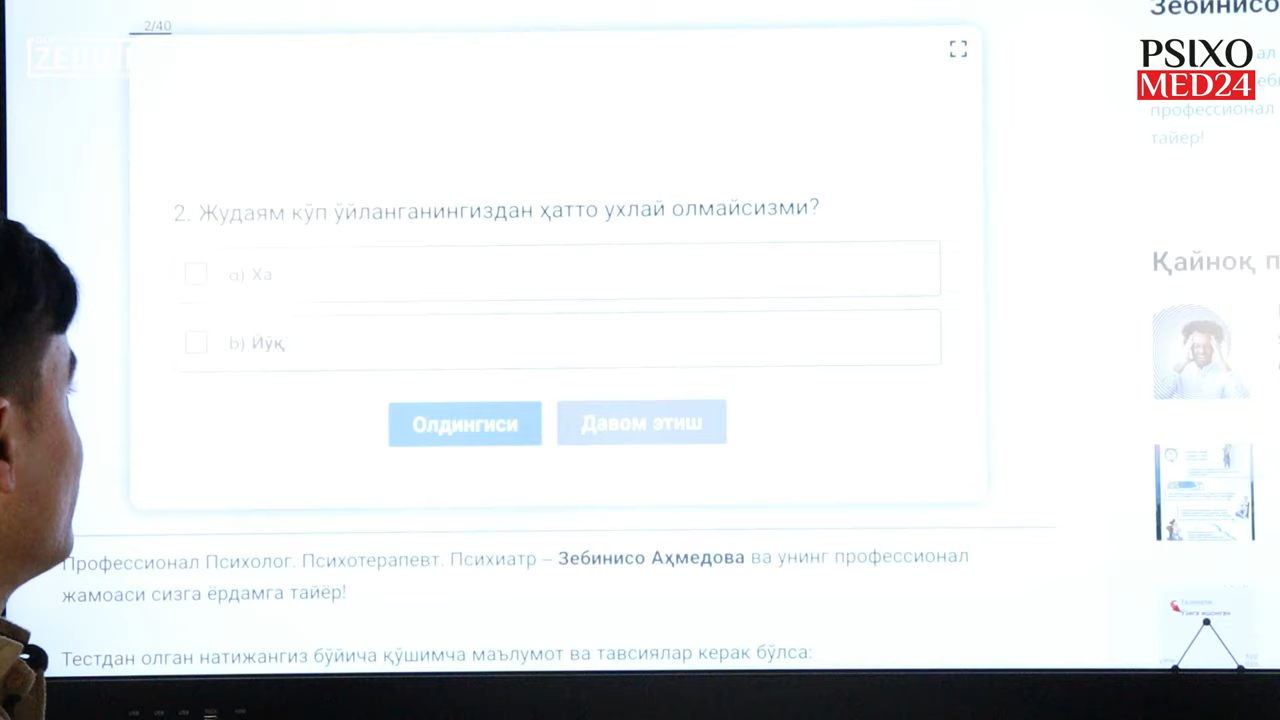 2/40
2. Жудаям кўп ўйланганингиздан ҳатто ухлай олмайсизми?
a) Ха
b) Йўқ
Олдингиси
Давом этиш
Профессионал Психолог. Психотерапевт. Психиатр – Зебинисо Аҳмедова ва унинг профессионал
жамоаси сизга ёрдамга тайёр!
Тестдан олган натижангиз бўйича қўшимча маълумот ва тавсиялар керак бўлса:
Зебинисо
PSIXO
MED24
профессионал
тайёр!
Қайноқ